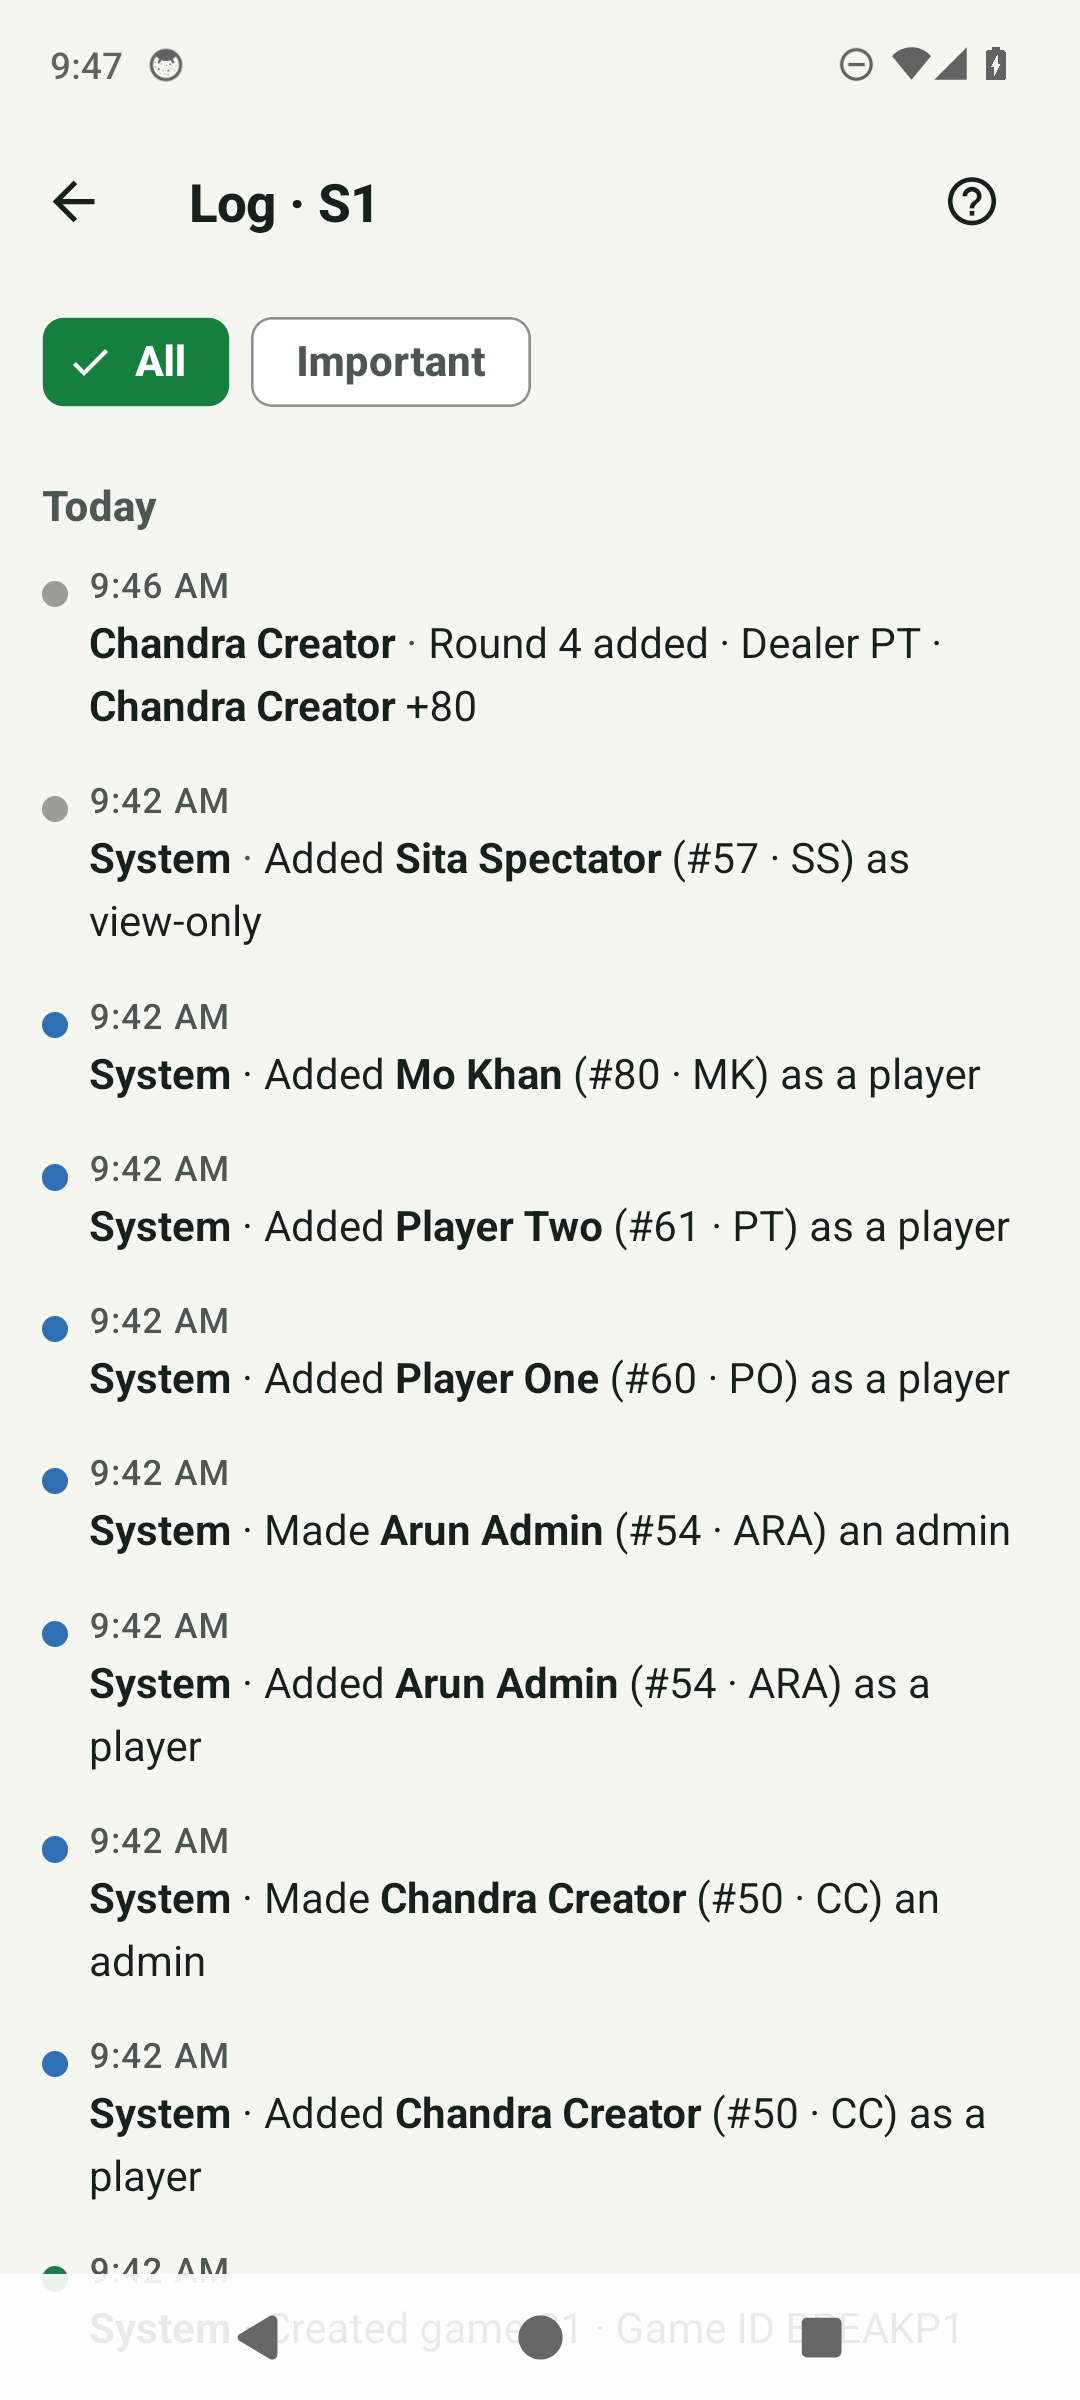 9:47
Log · S1
All
Important
Today
9:46 AM
Chandra Creator · Round 4 added · Dealer PT ·
Chandra Creator +80
9:42 AM
System · Added Sita Spectator (#57 · SS) as
view-only
9:42 AM
System · Added Mo Khan (#80 · MK) as a player
9:42 AM
System · Added Player Two (#61 · PT) as a player
9:42 AM
System · Added Player One (#60 · PO) as a player
9:42 AM
System · Made Arun Admin (#54 · ARA) an admin
9:42 AM
System · Added Arun Admin (#54 · ARA) as a
player
9:42 AM
System · Made Chandra Creator (#50 · CC) an
admin
9:42 AM
System · Added Chandra Creator (#50 · CC) as a
player
9:42 AM
System · Created game · Game ID